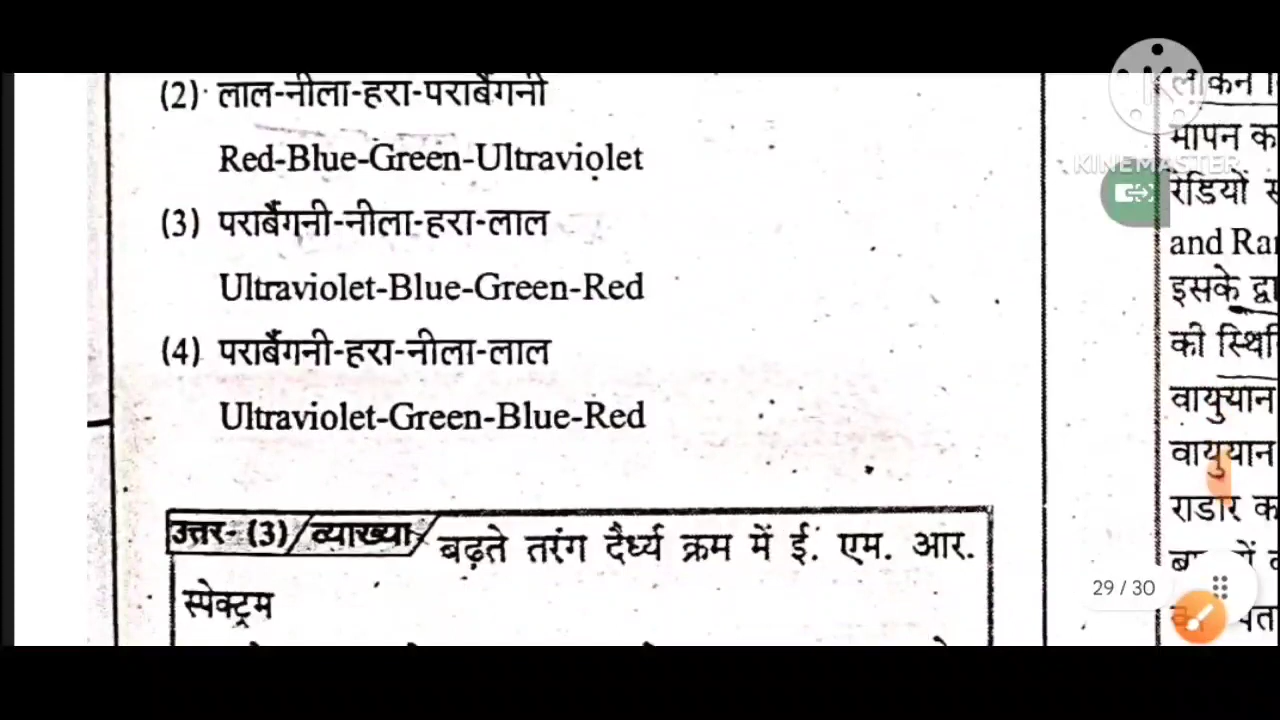 (2) लाल-नीला-हरा-पराबैंगनी
Red-Blue-Green-Ultraviolet
(3) पराबैंगनी-नीला-हरा-लाल
Ultraviolet-Blue-Green-Red
(4) पराबैंगनी-हरा-नीला-लाल
Ultraviolet-Green-Blue-Red
उत्तर- (3) व्याख्या बढ़ते तरंग दैर्ध्य क्रम में ई. एम. आर.
स्पेक्ट्रम
KINEMASTER
मापन
रेडियों
and
इसके
की
वायुयान
वायुयान
राडार
29 / 30